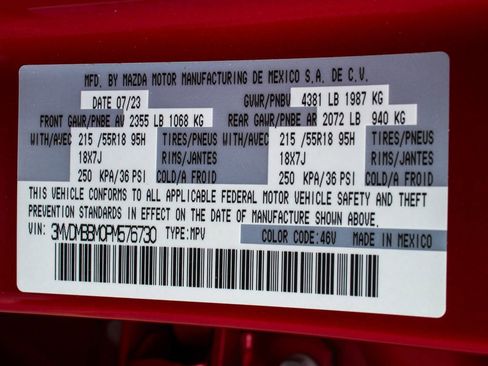 MFD. BY MAZDA MOTOR MANUFACTURING DE MEXICO S.A. DE C.V.
DATE 07/23 GVWR/PNBV 4381 LB 1987 KG
FRONT GAWR/PNBE AV 2355 LB 1068 KG REAR GAWR/PNBE AR 2072 LB 940 KG
WITH/AVEC 215 /55R18 95H TIRES/PNEUS WITH/AVEC 215 /55R18 95H TIRES/PNEUS
18X7J RIMS/JANTES 18X7J RIMS/JANTES
250 KPA/36 PSI COLD/A FROID 250 KPA/36 PSI COLD/A FROID
THIS VEHICLE CONFORMS TO ALL APPLICABLE FEDERAL MOTOR VEHICLE SAFETY AND THEFT
PREVENTION STANDARDS IN EFFECT ON THE DATE OF MANUFACTURE SHOWN ABOVE.
VIN: 3MVDMBBM0PM576730 TYPE:MPV COLOR CODE:46V MADE IN MEXICO